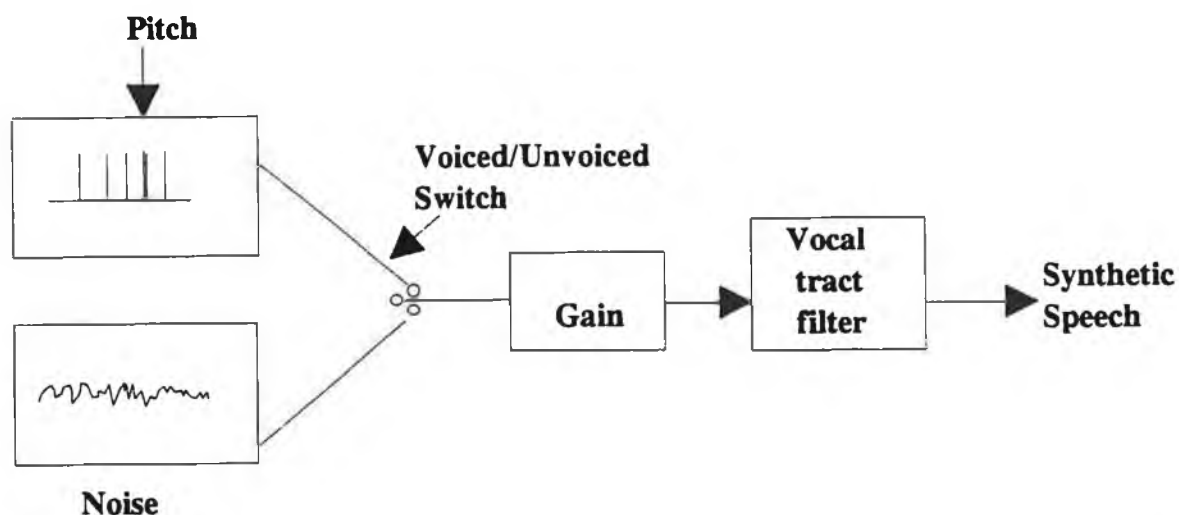 Pitch
Voiced/Unvoiced
Switch
Vocal
tract
filter
Gain
Synthetic
Speech
Noise